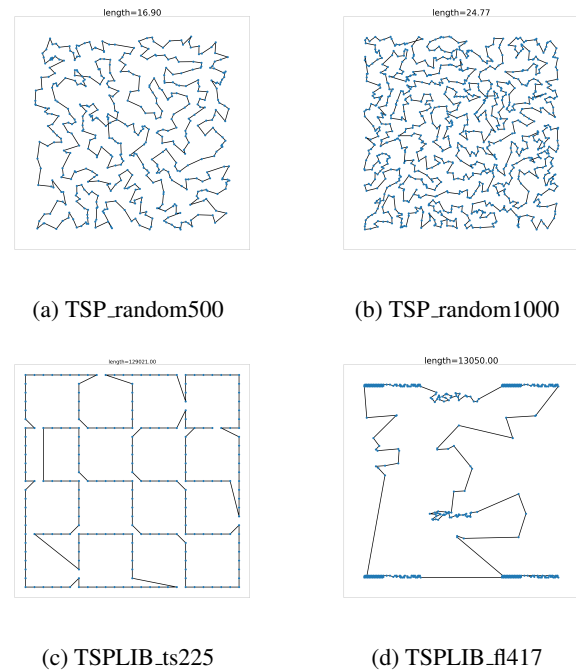 length=16.90
length=24.77
(a) TSP_random500
(b) TSP_random1000
length=129021.00
length=13050.00
(c) TSPLIB_ts225
(d) TSPLIB_fl417